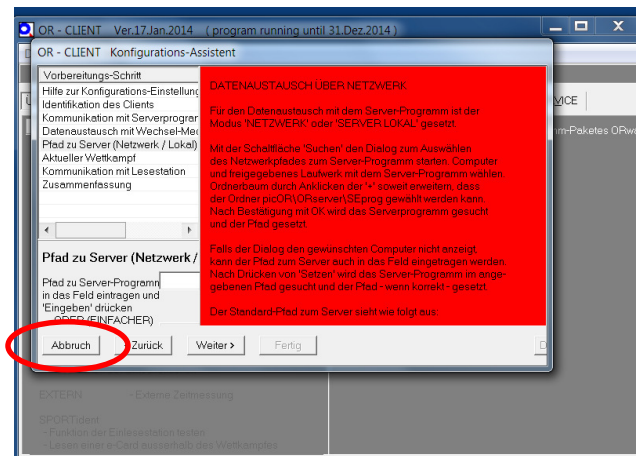 OR - CLIENT Ver.17.Jan.2014 ( program running until 31.Dez.2014 )
OR - CLIENT Konfigurations-Assistent
Vorbereitungs-Schritt
Hilfe zur Konfigurations-Einstellung
Identifikation des Clients
Kommunikation mit Serverprogram
Datenaustausch mit Wechsel-Med
Pfad zu Server (Netzwerk / Lokal)
Aktueller Wettkampf
Kommunikation mit Lesestation
Zusammenfassung
Pfad zu Server (Netzwerk /
Pfad zu Server-Programm
in das Feld eintragen und
'Eingeben' drücken
ODER (EINFACHER)
DATENAUSTAUSCH ÜBER NETZWERK
Für den Datenaustausch mit dem Server-Programm ist der
Modus 'NETZWERK' oder 'SERVER LOKAL' gesetzt.
Mit der Schaltfläche 'Suchen' den Dialog zum Auswählen
des Netzwerkpfades zum Server-Programm starten. Computer
und freigegebenes Laufwerk mit dem Server-Programm wählen.
Ordnerbaum durch Anklicken der '+' soweit erweitern, dass
der Ordner picOR\ORserver\SEprog gewählt werden kann.
Nach Bestätigung mit OK wird das Serverprogramm gesucht
und der Pfad gesetzt.
Falls der Dialog den gewünschten Computer nicht anzeigt,
kann der Pfad zum Server auch in das Feld eingetragen werden.
Nach Drücken von 'Setzen' wird das Server-Programm im ange-
gebenen Pfad gesucht und der Pfad - wenn korrekt - gesetzt.
Der Standard-Pfad zum Server sieht wie folgt aus:
Abbruch
Zurück
Weiter >
Fertig
D
VICE
m-Paketes ORwa
EXTERN - Externe Zeitmessung
SPORTident:
- Funktion der Einlesestation testen
- Lesen einer e-Card ausserhalb des Wettkampfes